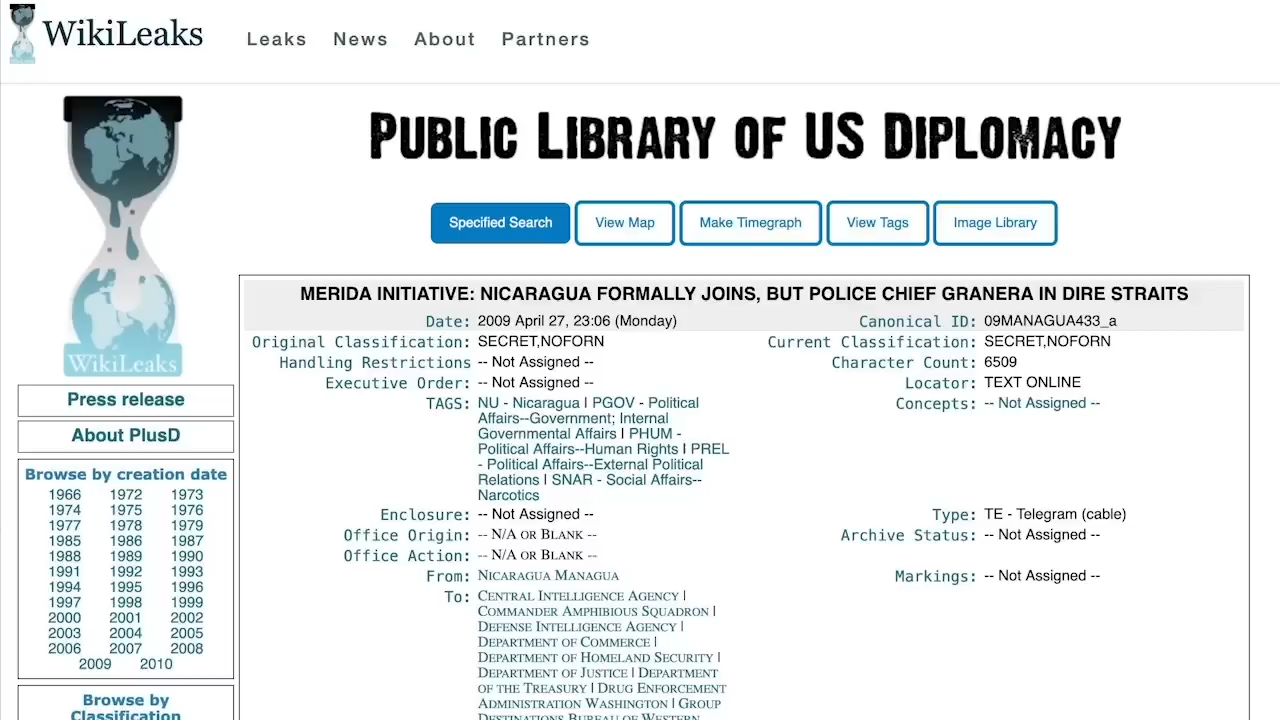 WikiLeaks
Leaks News About Partners
PUBLIC LIBRARY OF US DIPLOMACY
Specified Search View Map Make Timegraph View Tags Image Library
WikiLeaks
Press release
About PlusD
Browse by creation date
1966 1972 1973
1974 1975 1976
1977 1978 1979
1985 1986 1987
1988 1989 1990
1991 1992 1993
1994 1995 1996
1997 1998 1999
2000 2001 2002
2003 2004 2005
2006 2007 2008
2009 2010
Browse by
Classification
MERIDA INITIATIVE: NICARAGUA FORMALLY JOINS, BUT POLICE CHIEF GRANERA IN DIRE STRAITS
Date: 2009 April 27, 23:06 (Monday) Canonical ID: 09MANAGUA433_a
Original Classification: SECRET,NOFORN Current Classification: SECRET,NOFORN
Handling Restrictions -- Not Assigned -- Character Count: 6509
Executive Order: -- Not Assigned -- Locator: TEXT ONLINE
TAGS: NU - Nicaragua | PGOV - Political Concepts: -- Not Assigned --
Affairs--Government; Internal
Governmental Affairs | PHUM -
Political Affairs--Human Rights | PREL
- Political Affairs--External Political
Relations | SNAR - Social Affairs--
Narcotics
Enclosure: -- Not Assigned -- Type: TE - Telegram (cable)
Office Origin: -- N/A OR BLANK -- Archive Status: -- Not Assigned --
Office Action: -- N/A OR BLANK --
From: NICARAGUA MANAGUA Markings: -- Not Assigned --
To: CENTRAL INTELLIGENCE AGENCY |
COMMANDER AMPHIBIOUS SQUADRON |
DEFENSE INTELLIGENCE AGENCY |
DEPARTMENT OF COMMERCE |
DEPARTMENT OF HOMELAND SECURITY |
DEPARTMENT OF JUSTICE | DEPARTMENT
OF THE TREASURY | DRUG ENFORCEMENT
ADMINISTRATION WASHINGTON | GROUP
DESTINATIONS BUREAU OF WESTERN